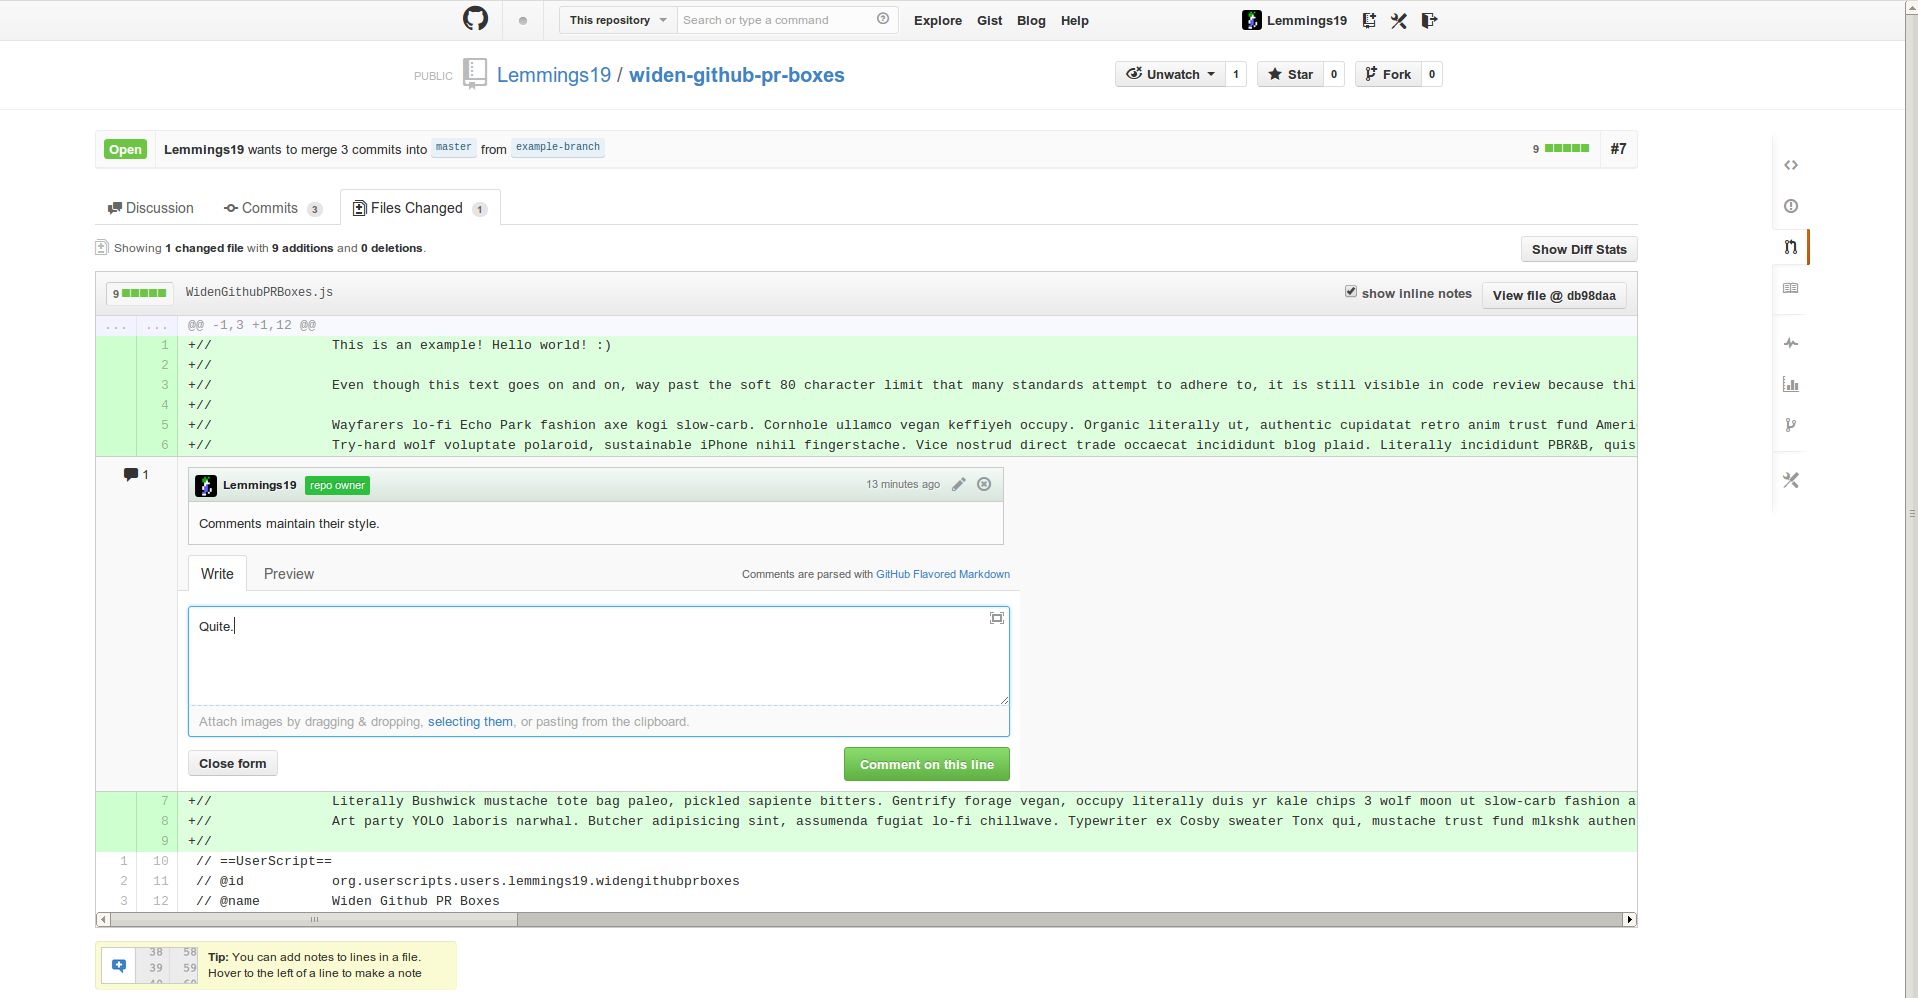 This repository Search or type a command Explore Gist Blog Help Lemmings19
PUBLIC Lemmings19 / widen-github-pr-boxes Unwatch 1 Star 0 Fork 0
Open Lemmings19 wants to merge 3 commits into master from example-branch 9 #7
Discussion Commits 3 Files Changed 1
Showing 1 changed file with 9 additions and 0 deletions. Show Diff Stats
9 WidenGithubPRBoxes.js show inline notes View file @ db98daa
... ... @@ -1,3 +1,12 @@
1 +// This is an example! Hello world! :)
2 +//
3 +// Even though this text goes on and on, way past the soft 80 character limit that many standards attempt to adhere to, it is still visible in code review because thi
4 +//
5 +// Wayfarers lo-fi Echo Park fashion axe kogi slow-carb. Cornhole ullamco vegan keffiyeh occupy. Organic literally ut, authentic cupidatat retro anim trust fund Ameri
6 +// Try-hard wolf voluptate polaroid, sustainable iPhone nihil fingerstache. Vice nostrud direct trade occaecat incididunt blog plaid. Literally incididunt PBR&B, quis
1 Lemmings19 repo owner 13 minutes ago
Comments maintain their style.
Write Preview Comments are parsed with GitHub Flavored Markdown
Quite.
Attach images by dragging & dropping, selecting them, or pasting from the clipboard.
Close form Comment on this line
7 +// Literally Bushwick mustache tote bag paleo, pickled sapiente bitters. Gentrify forage vegan, occupy literally duis yr kale chips 3 wolf moon ut slow-carb fashion a
8 +// Art party YOLO laboris narwhal. Butcher adipisicing sint, assumenda fugiat lo-fi chillwave. Typewriter ex Cosby sweater Tonx qui, mustache trust fund mlkshk authen
9 +//
1 10 // ==UserScript==
2 11 // @id org.userscripts.users.lemmings19.widengithubprboxes
3 12 // @name Widen Github PR Boxes
38 58 Tip: You can add notes to lines in a file.
39 59 Hover to the left of a line to make a note